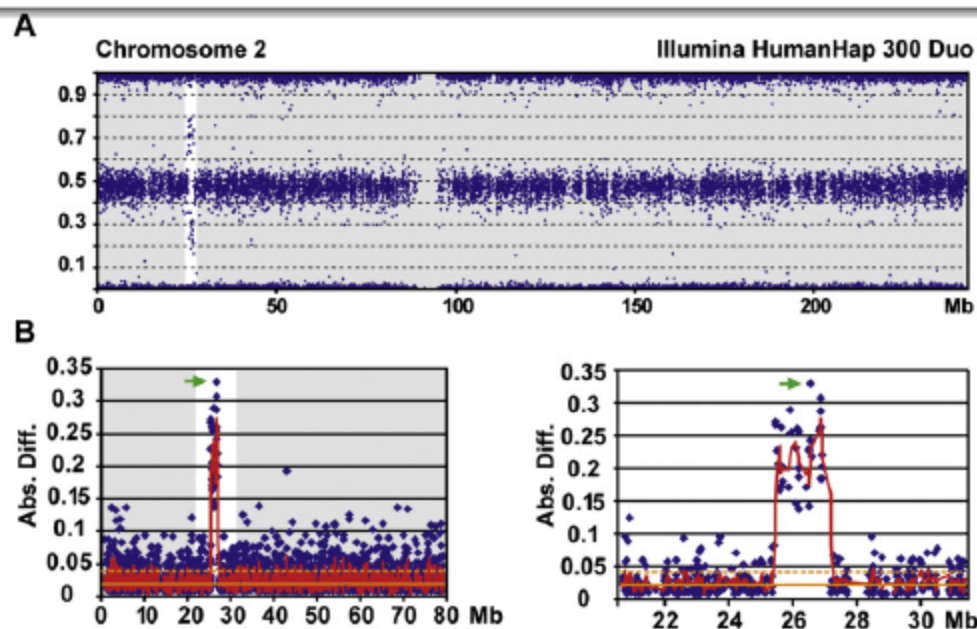 A
Chromosome 2 Illumina HumanHap 300 Duo
0.9
0.7
0.5
0.3
0.1
0 50 100 150 200 Mb
B
0.35
0.3
0.25
0.2
0.15
0.1
0.05
0
Abs. Diff.
0 10 20 30 40 50 60 70 80 Mb
0.35
0.3
0.25
0.2
0.15
0.1
0.05
0
Abs. Diff.
22 24 26 28 30 Mb